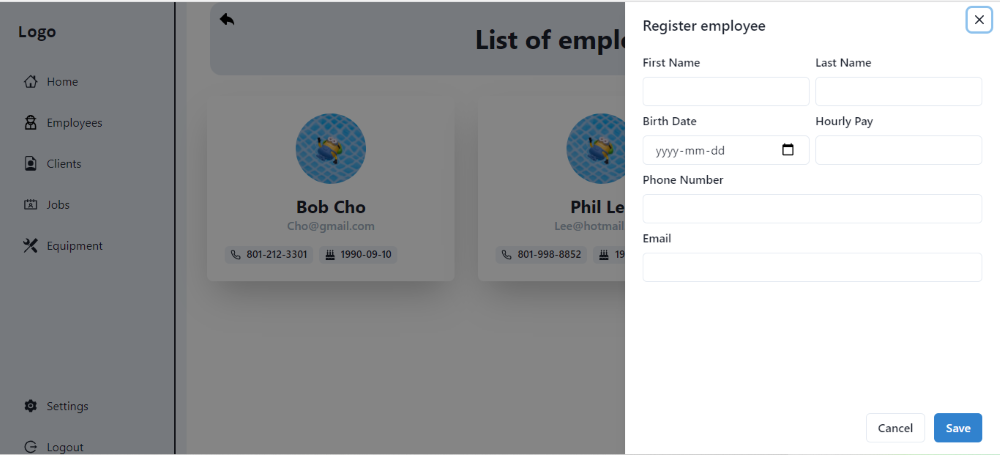 Logo
Home
Employees
Clients
Jobs
Equipment
Settings
Logout
List of emplo
Bob Cho
Cho@gmail.com
801-212-3301 1990-09-10
Phil Le
Lee@hotmail
801-998-8852 19
Register employee
First Name Last Name
Birth Date Hourly Pay
yyyy-mm-dd
Phone Number
Email
Cancel Save